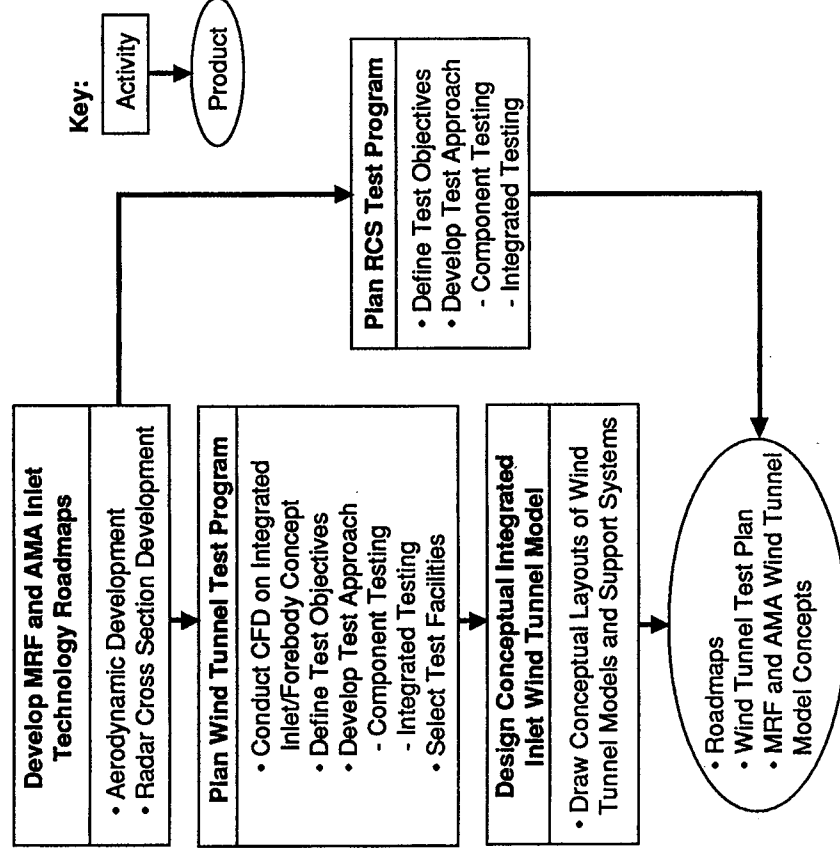 Key:
Activity
Product
Develop MRF and AMA Inlet
Technology Roadmaps
• Aerodynamic Development
• Radar Cross Section Development
Plan Wind Tunnel Test Program
• Conduct CFD on Integrated
Inlet/Forebody Concept
• Define Test Objectives
• Develop Test Approach
- Component Testing
- Integrated Testing
• Select Test Facilities
Design Conceptual Integrated
Inlet Wind Tunnel Model
• Draw Conceptual Layouts of Wind
Tunnel Models and Support Systems
Plan RCS Test Program
• Define Test Objectives
• Develop Test Approach
- Component Testing
- Integrated Testing
• Roadmaps
• Wind Tunnel Test Plan
• MRF and AMA Wind Tunnel
Model Concepts